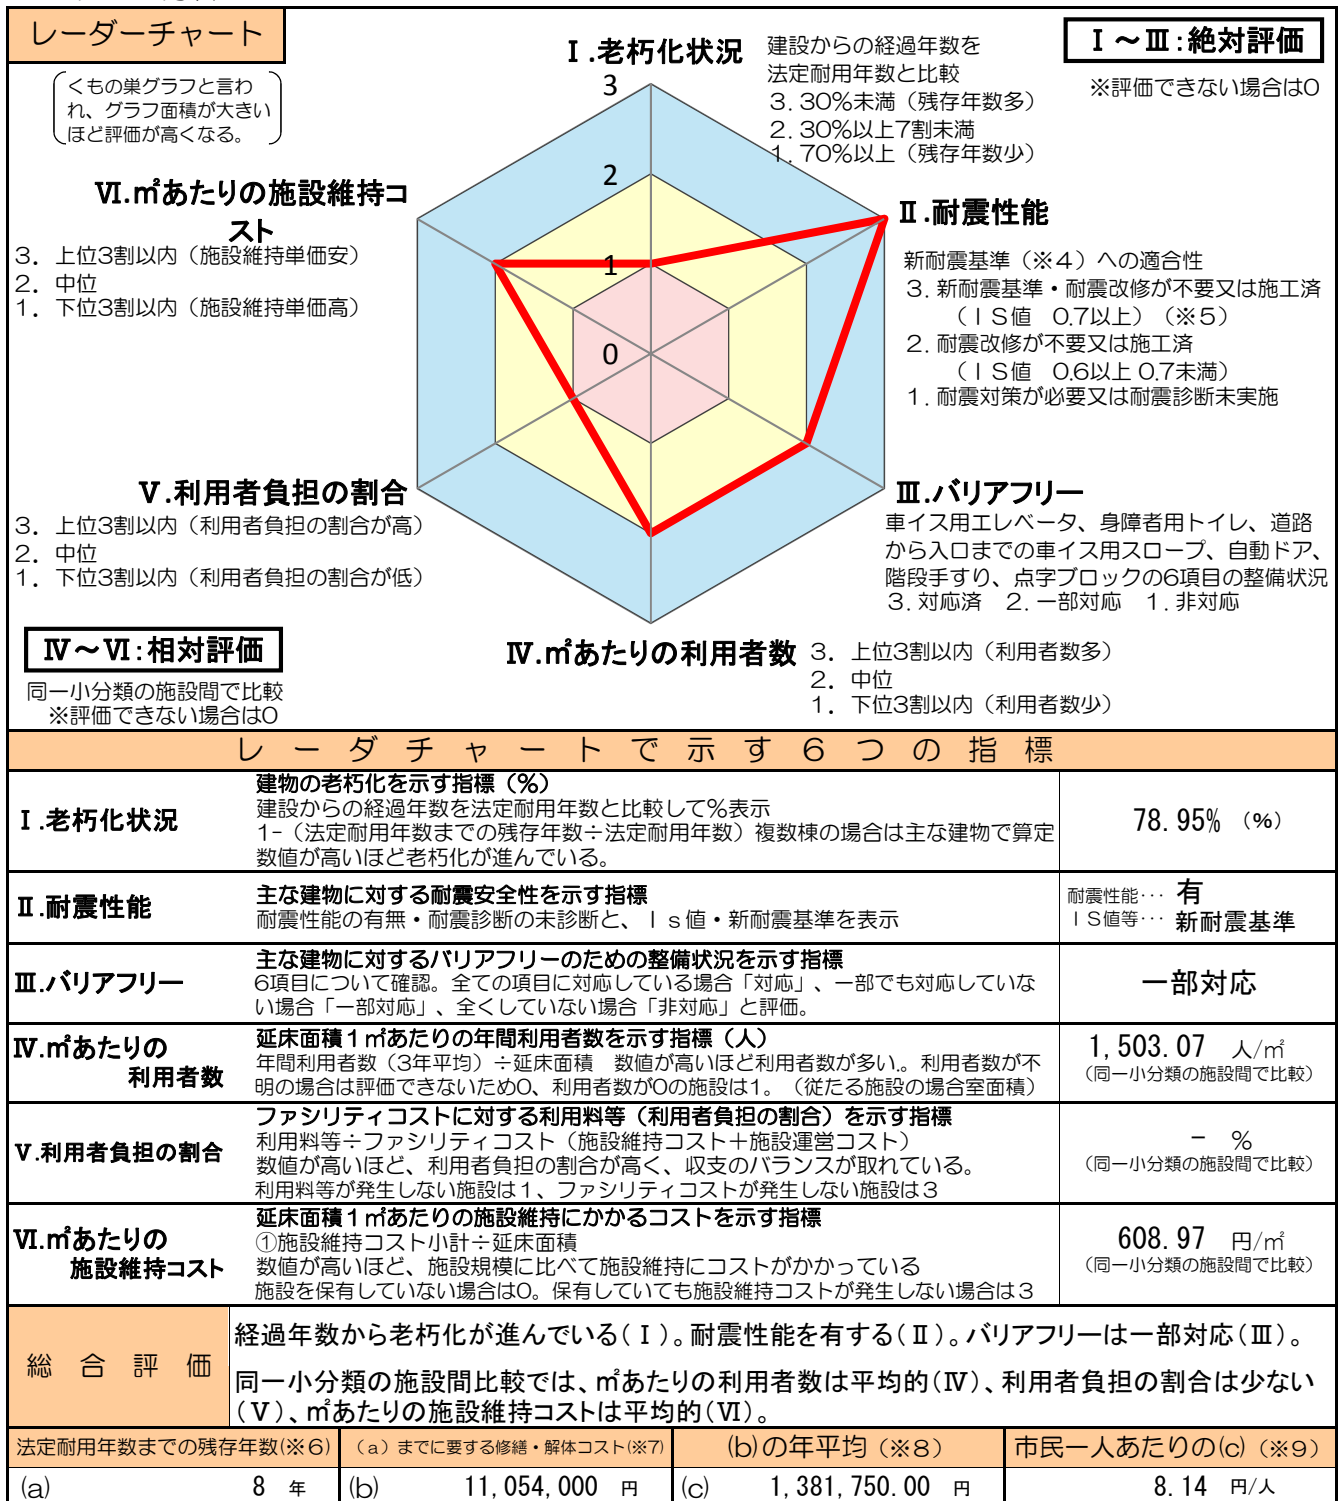 レーダーチャート
くもの巣グラフと言わ
れ、グラフ面積が大きい
ほど評価が高くなる。
Ⅰ.老朽化状況
建設からの経過年数を
法定耐用年数と比較
3. 30%未満（残存年数多）
2. 30%以上7割未満
1. 70%以上（残存年数少）
Ⅰ～Ⅲ:絶対評価
※評価できない場合は0
3
2
1
0
Ⅵ.㎡あたりの施設維持コ
スト
3. 上位3割以内（施設維持単価安）
2. 中位
1. 下位3割以内（施設維持単価高）
Ⅱ.耐震性能
新耐震基準（※4）への適合性
3. 新耐震基準・耐震改修が不要又は施工済
（ＩＳ値　0.7以上）（※5）
2. 耐震改修が不要又は施工済
（ＩＳ値　0.6以上 0.7未満）
1. 耐震対策が必要又は耐震診断未実施
Ⅴ.利用者負担の割合
3. 上位3割以内（利用者負担の割合が高）
2. 中位
1. 下位3割以内（利用者負担の割合が低）
Ⅲ.バリアフリー
車イス用エレベータ、身障者用トイレ、道路
から入口までの車イス用スロープ、自動ドア、
階段手すり、点字ブロックの6項目の整備状況
3. 対応済　2. 一部対応　1. 非対応
Ⅳ～Ⅵ:相対評価
同一小分類の施設間で比較
※評価できない場合は0
Ⅳ.㎡あたりの利用者数
3. 上位3割以内（利用者数多）
2. 中位
1. 下位3割以内（利用者数少）
レーダチャートで示す６つの指標
Ⅰ.老朽化状況
建物の老朽化を示す指標（%）
建設からの経過年数を法定耐用年数と比較して%表示
1-（法定耐用年数までの残存年数÷法定耐用年数）複数棟の場合は主な建物で算定
数値が高いほど老朽化が進んでいる。
78.95%（%）
Ⅱ.耐震性能
主な建物に対する耐震安全性を示す指標
耐震性能の有無・耐震診断の未診断と、Ｉｓ値・新耐震基準を表示
耐震性能･･･ 有
ＩＳ値等･･･ 新耐震基準
Ⅲ.バリアフリー
主な建物に対するバリアフリーのための整備状況を示す指標
6項目について確認。全ての項目に対応している場合「対応」、一部でも対応していな
い場合「一部対応」、全くしていない場合「非対応」と評価。
一部対応
Ⅳ.㎡あたりの
利用者数
延床面積１㎡あたりの年間利用者数を示す指標（人）
年間利用者数（3年平均）÷延床面積　数値が高いほど利用者数が多い。利用者数が不
明の場合は評価できないため0、利用者数が0の施設は1。（従たる施設の場合室面積）
1,503.07 人/㎡
（同一小分類の施設間で比較）
Ⅴ.利用者負担の割合
ファシリティコストに対する利用料等（利用者負担の割合）を示す指標
利用料等÷ファシリティコスト（施設維持コスト＋施設運営コスト）
数値が高いほど、利用者負担の割合が高く、収支のバランスが取れている。
利用料等が発生しない施設は１、ファシリティコストが発生しない施設は３
- %
（同一小分類の施設間で比較）
Ⅵ.㎡あたりの
施設維持コスト
延床面積１㎡あたりの施設維持にかかるコストを示す指標
①施設維持コスト小計÷延床面積
数値が高いほど、施設規模に比べて施設維持にコストがかかっている
施設を保有していない場合は0。保有していても施設維持コストが発生しない場合は３
608.97 円/㎡
（同一小分類の施設間で比較）
総合評価
経過年数から老朽化が進んでいる(Ⅰ)。耐震性能を有する(Ⅱ)。バリアフリーは一部対応(Ⅲ)。
同一小分類の施設間比較では、㎡あたりの利用者数は平均的(Ⅳ)、利用者負担の割合は少ない
(Ⅴ)、㎡あたりの施設維持コストは平均的(Ⅵ)。
法定耐用年数までの残存年数(※6)
（a）までに要する修繕・解体コスト(※7)
(b)の年平均（※8）
市民一人あたりの(c)（※9）
(a) 8 年
(b) 11,054,000 円
(c) 1,381,750.00 円
8.14 円/人